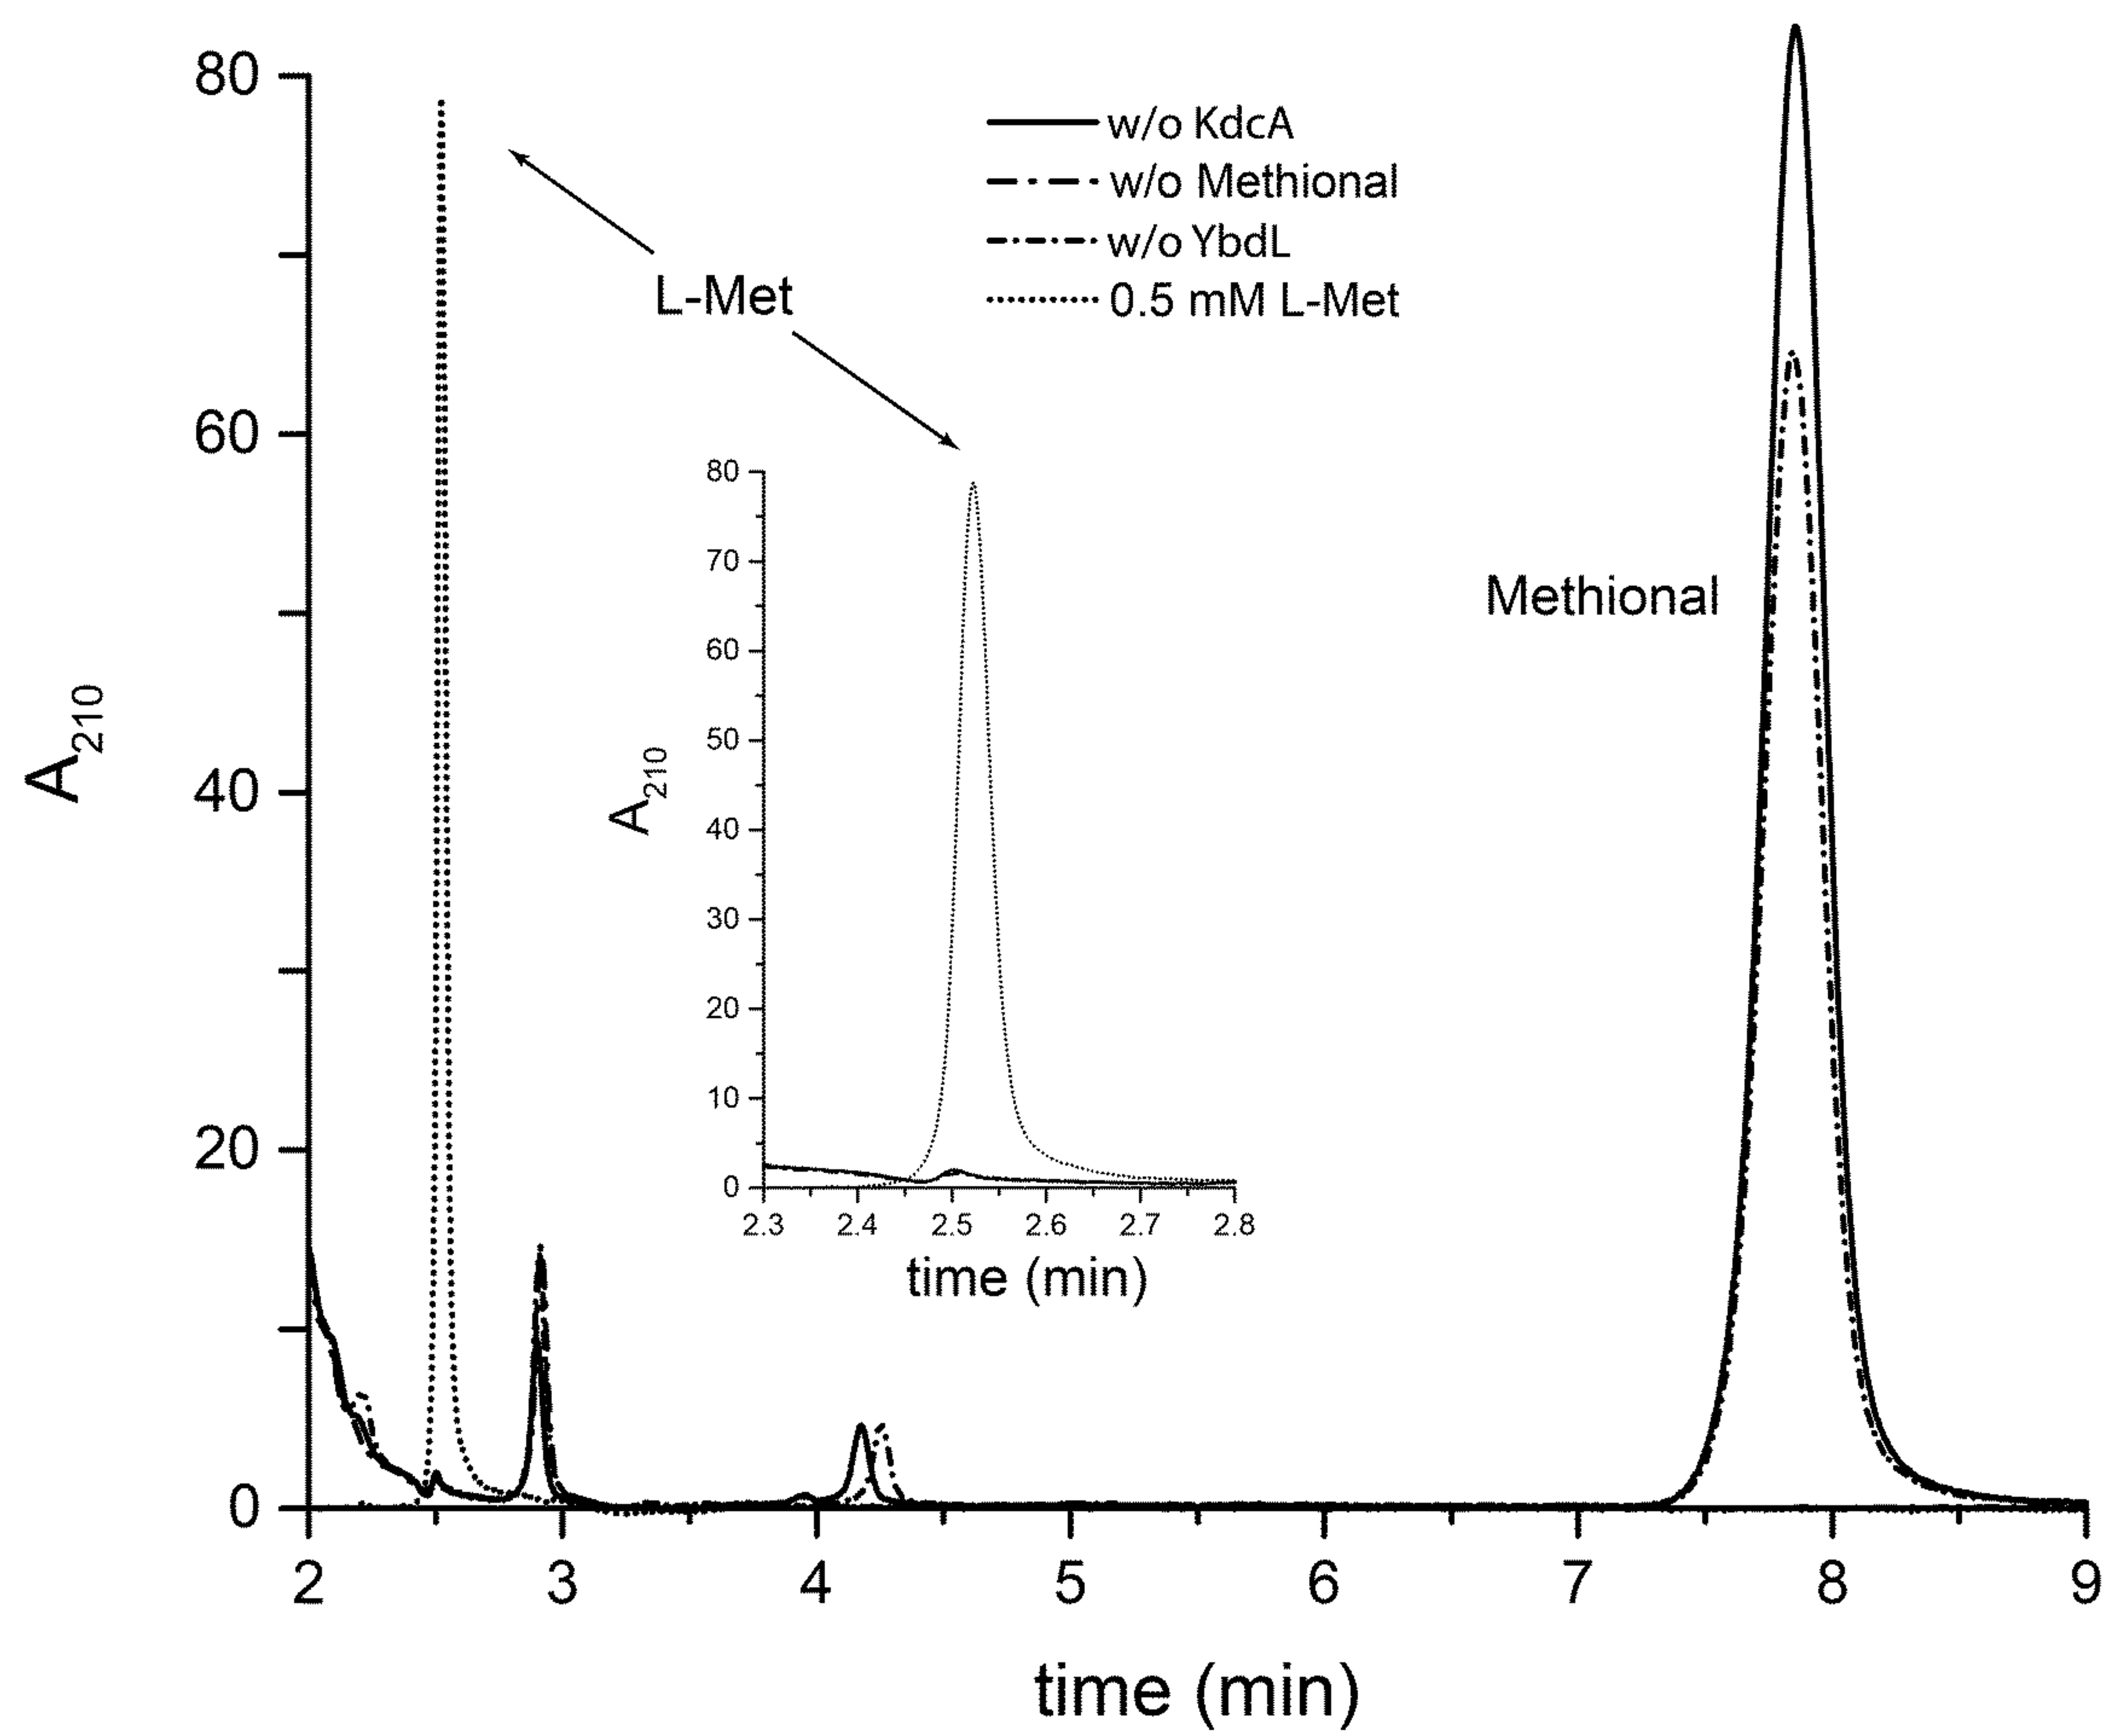 80
60
40
20
0
A210
w/o KdcA
w/o Methional
w/o YbdL
0.5 mM L-Met
L-Met
Methional
80
70
60
50
40
30
20
10
0
A210
2.3 2.4 2.5 2.6 2.7 2.8
time (min)
2 3 4 5 6 7 8 9
time (min)